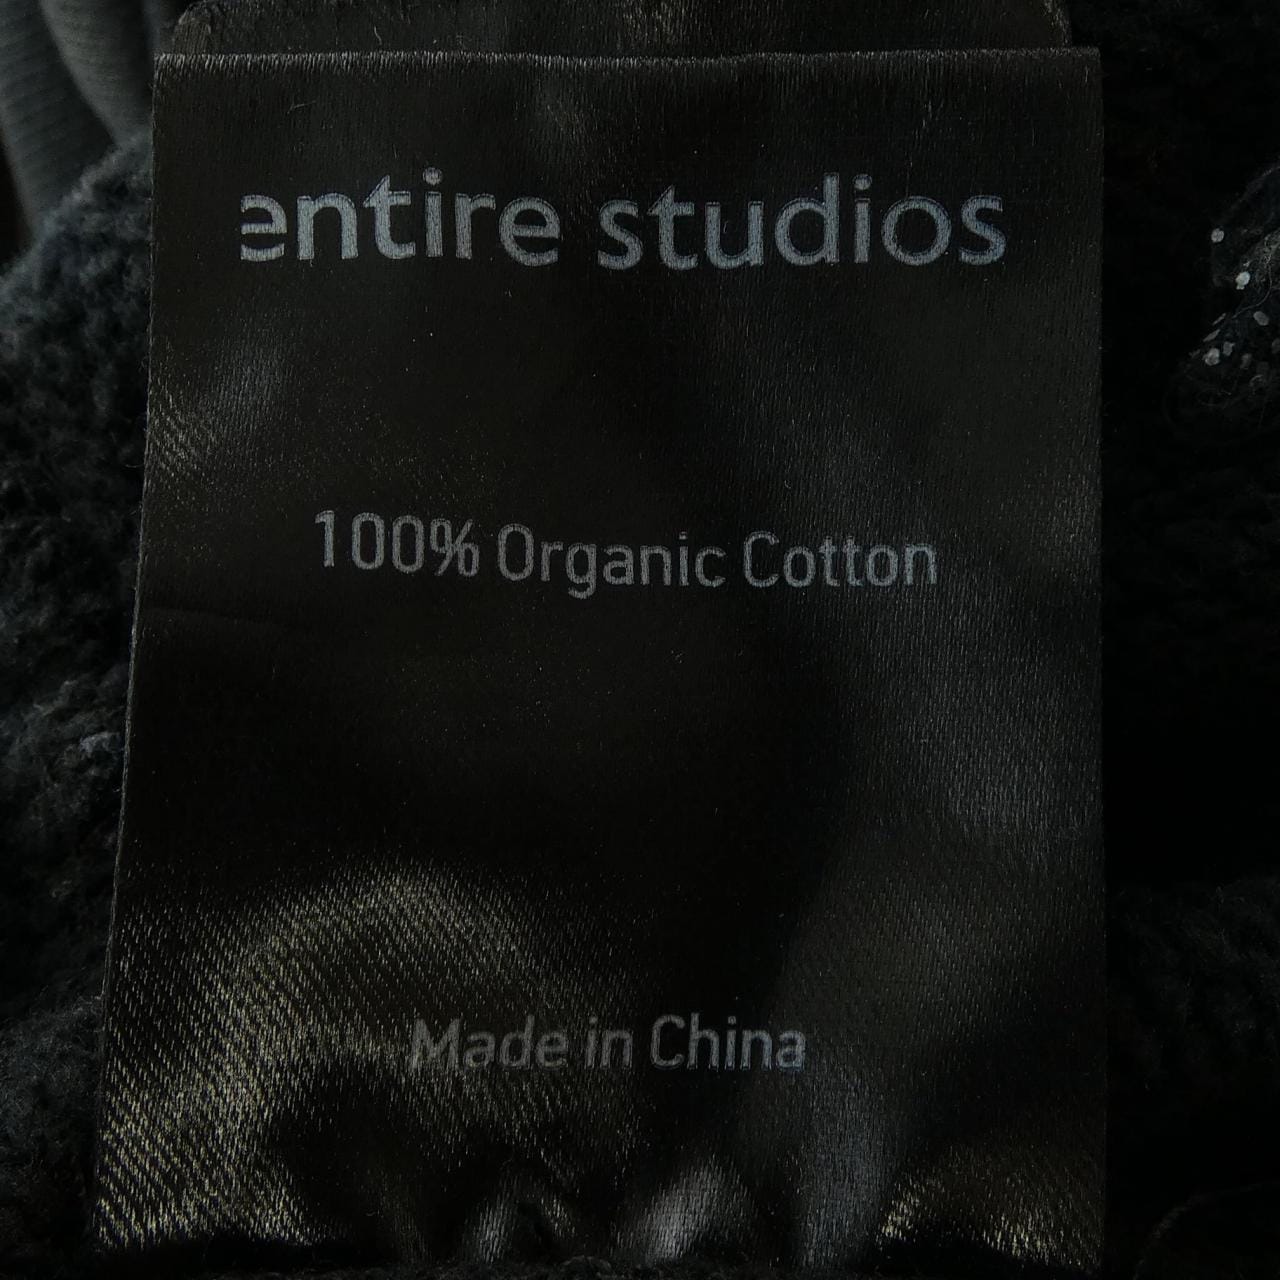 entire studios
100% Organic Cotton
Made in China